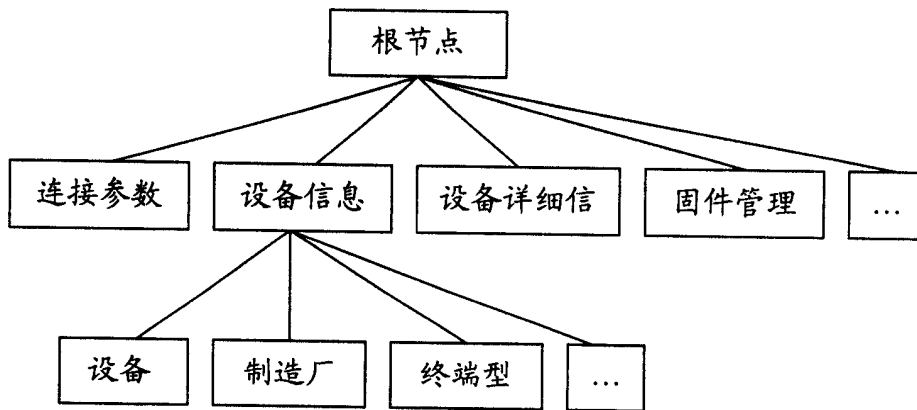 根节点
连接参数
设备信息
设备详细信
固件管理
...
设备
制造厂
终端型
...